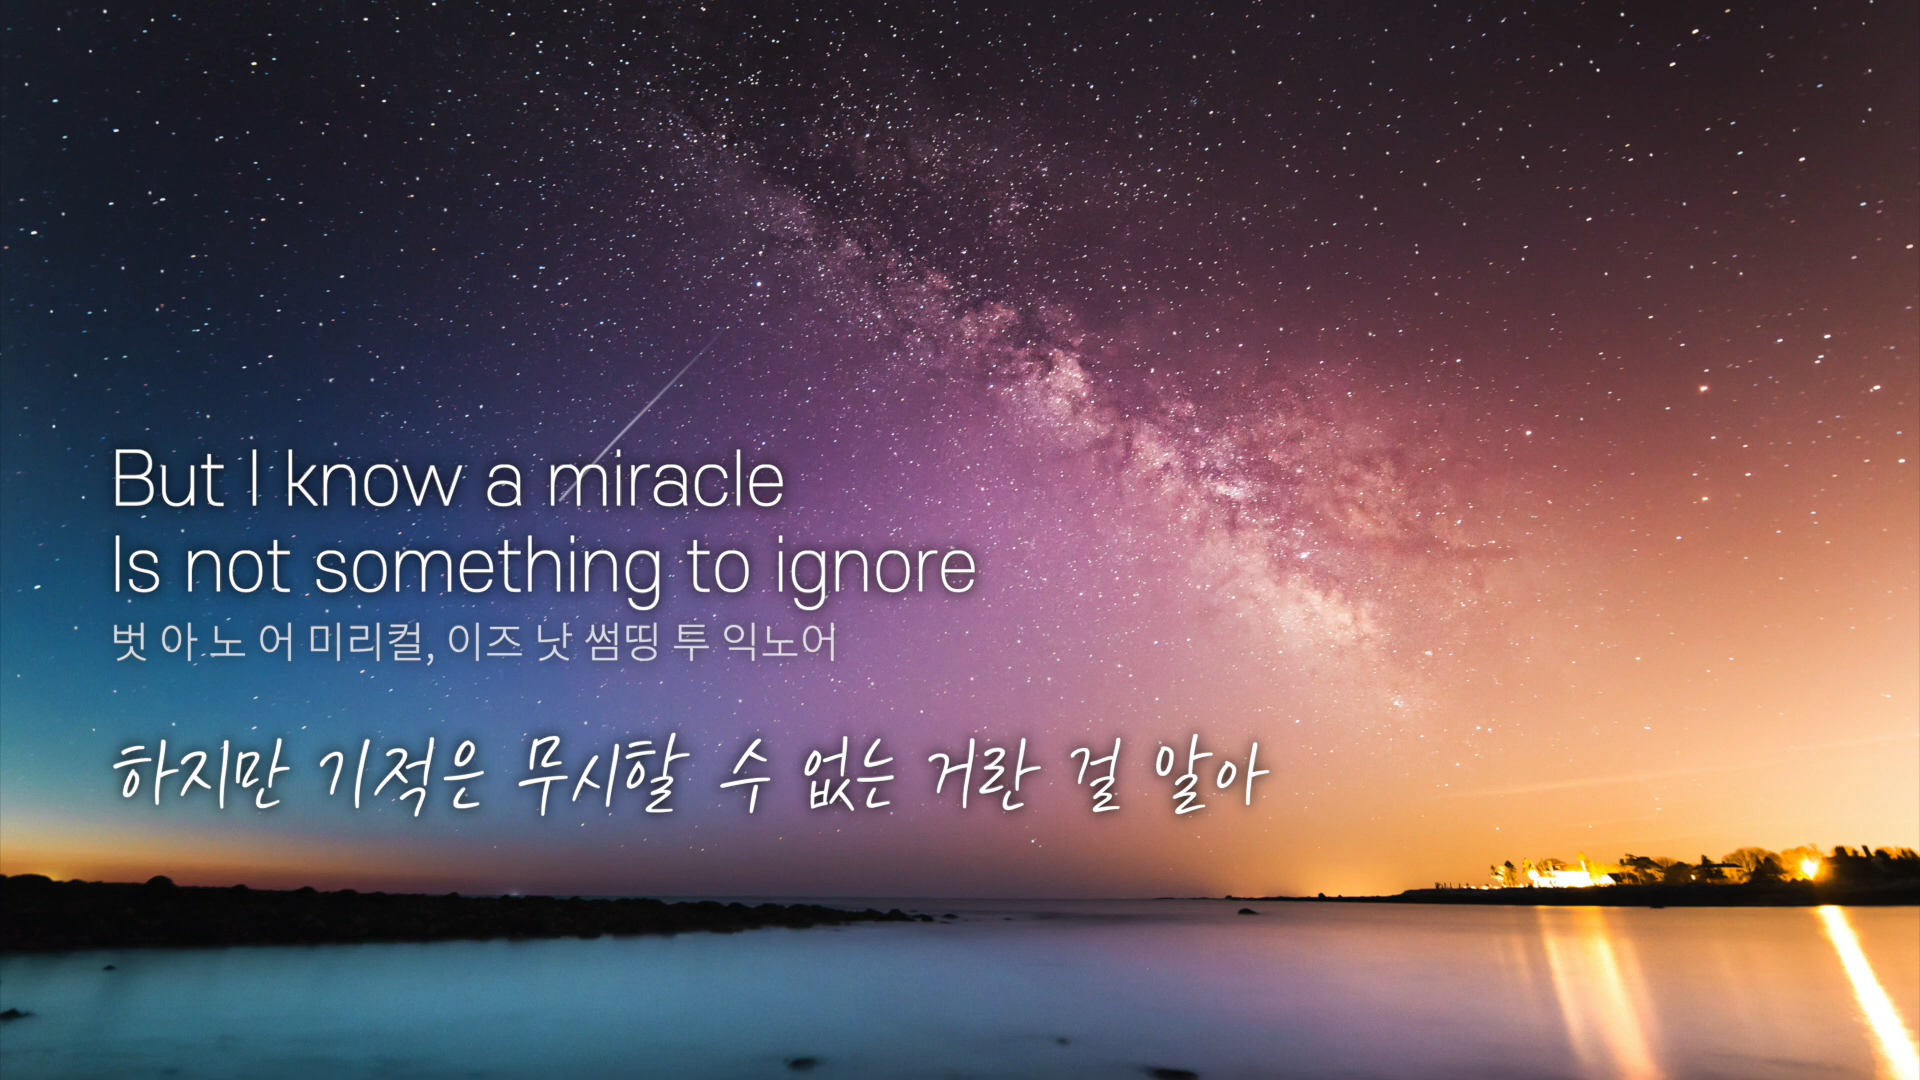 But I know a miracle
Is not something to ignore
벗 아 노 어 미리컬, 이즈 낫 썸띵 투 익노어
하지만 기적은 무시할 수 없는 거란 걸 알아